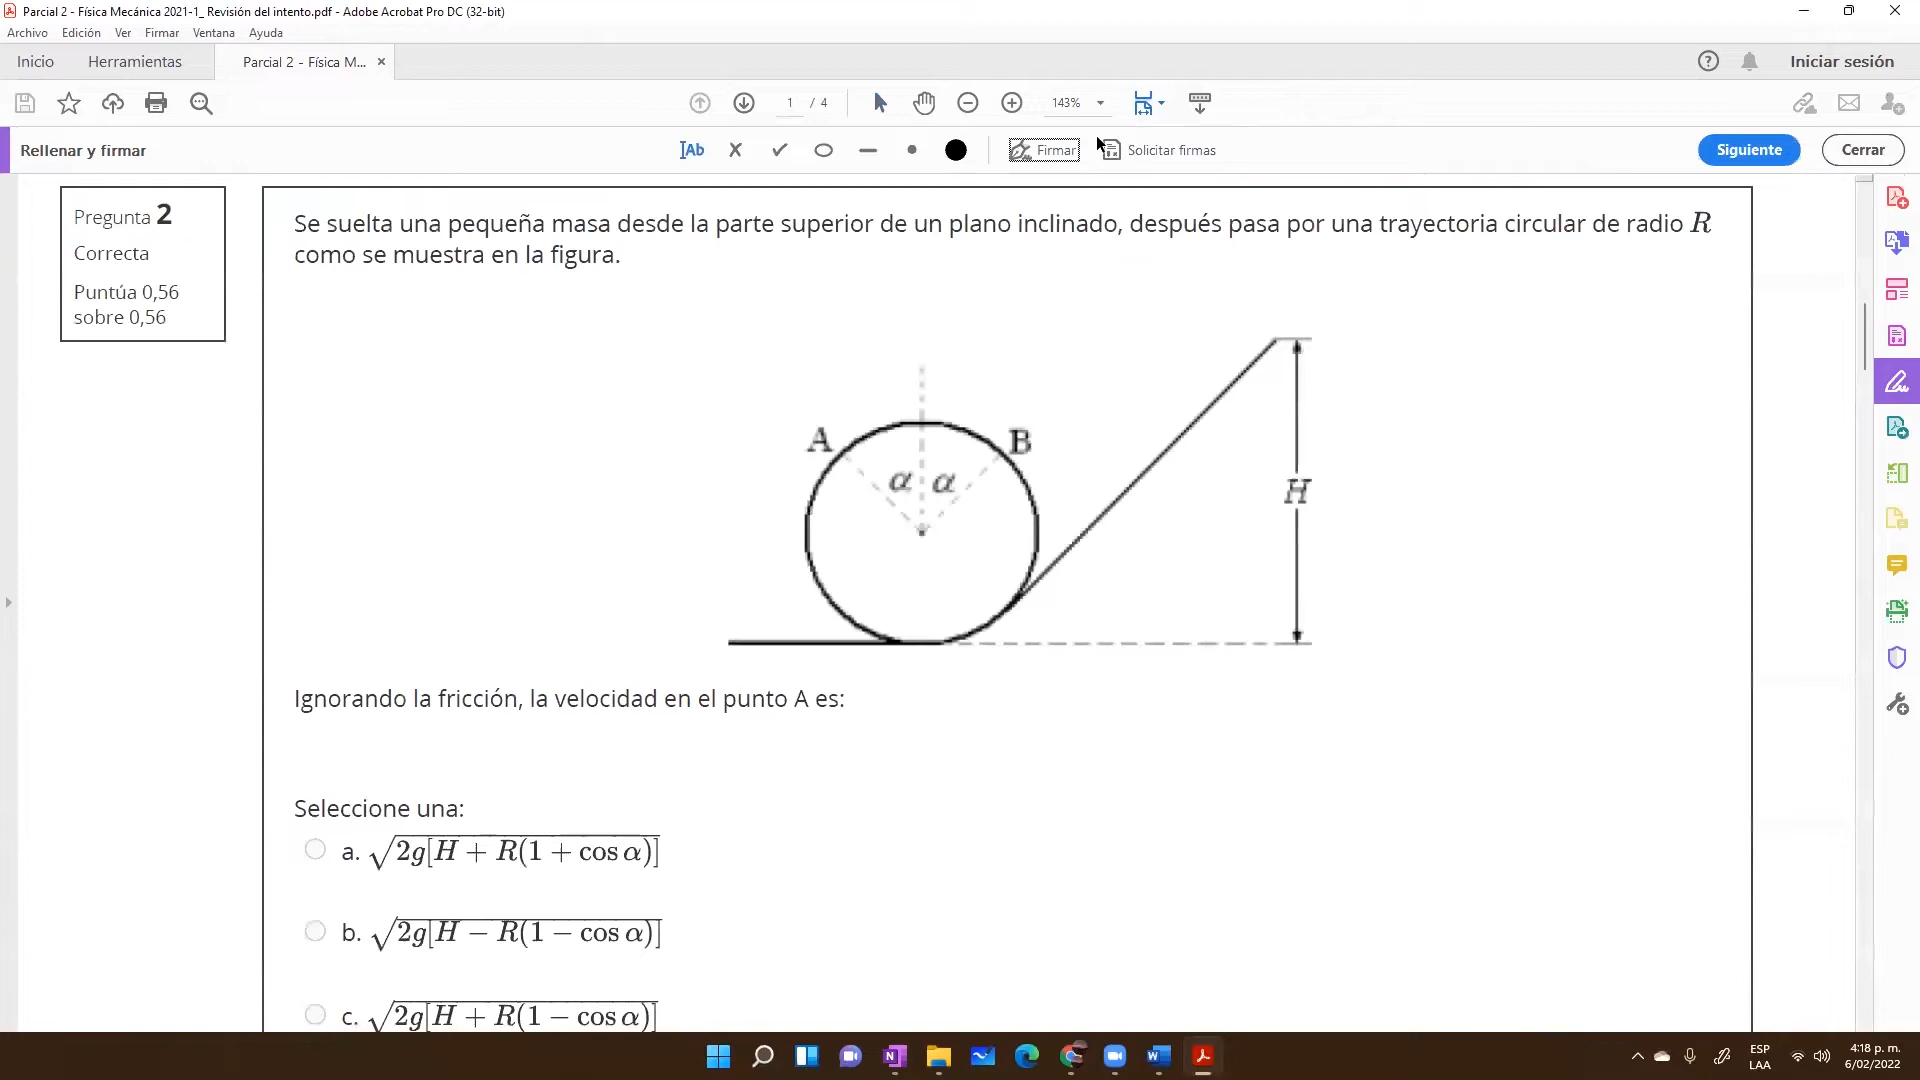 Parcial 2 - Física Mecánica 2021-1_ Revisión del intento.pdf - Adobe Acrobat Pro DC (32-bit)
Archivo Edición Ver Firmar Ventana Ayuda
Inicio Herramientas Parcial 2 - Física M... × Iniciar sesión
1 / 4 143%
Rellenar y firmar Ab Firmar Solicitar firmas Siguiente Cerrar
Pregunta 2
Correcta
Puntúa 0,56
sobre 0,56
Se suelta una pequeña masa desde la parte superior de un plano inclinado, después pasa por una trayectoria circular de radio R
como se muestra en la figura.
A B
α α
H
Ignorando la fricción, la velocidad en el punto A es:
Seleccione una:
a. √2g[H + R(1 + cos α)]
b. √2g[H − R(1 − cos α)]
c. √2g[H + R(1 − cos α)]
ESP
LAA
4:18 p. m.
6/02/2022